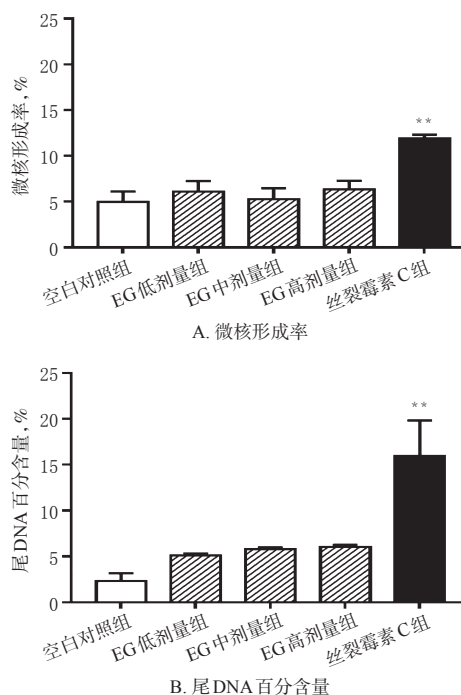 25
20
15
10
5
0
微核形成率,%
**
空白对照组
EG低剂量组
EG中剂量组
EG高剂量组
丝裂霉素C组
A. 微核形成率
25
20
15
10
5
0
尾DNA百分含量,%
**
空白对照组
EG低剂量组
EG中剂量组
EG高剂量组
丝裂霉素C组
B. 尾DNA百分含量